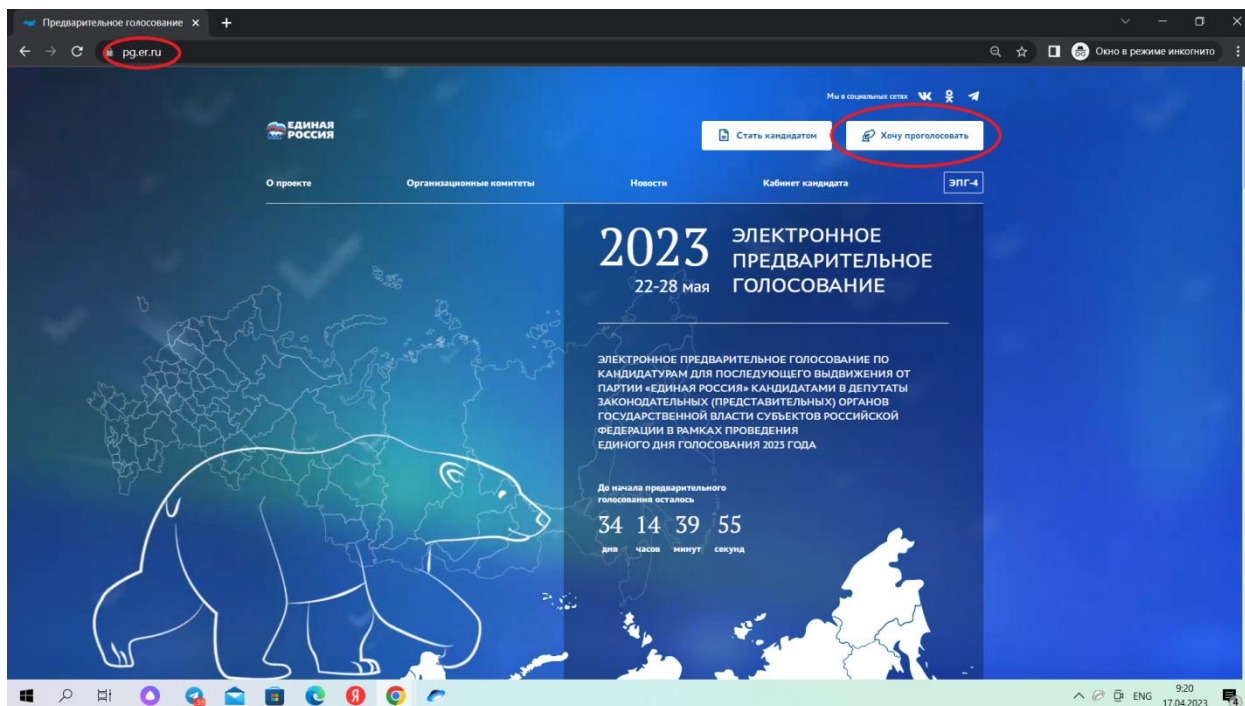 Предварительное голосование
pg.er.ru
Окно в режиме инкогнито
Мы в социальных сетях
ЕДИНАЯ
РОССИЯ
Стать кандидатом
Хочу проголосовать
О проекте
Организационные комитеты
Новости
Кабинет кандидата
ЭПГ-4
2023
22-28 мая
ЭЛЕКТРОННОЕ
ПРЕДВАРИТЕЛЬНОЕ
ГОЛОСОВАНИЕ
ЭЛЕКТРОННОЕ ПРЕДВАРИТЕЛЬНОЕ ГОЛОСОВАНИЕ ПО
КАНДИДАТУРАМ ДЛЯ ПОСЛЕДУЮЩЕГО ВЫДВИЖЕНИЯ ОТ
ПАРТИИ «ЕДИНАЯ РОССИЯ» КАНДИДАТАМИ В ДЕПУТАТЫ
ЗАКОНОДАТЕЛЬНЫХ (ПРЕДСТАВИТЕЛЬНЫХ) ОРГАНОВ
ГОСУДАРСТВЕННОЙ ВЛАСТИ СУБЪЕКТОВ РОССИЙСКОЙ
ФЕДЕРАЦИИ В РАМКАХ ПРОВЕДЕНИЯ
ЕДИНОГО ДНЯ ГОЛОСОВАНИЯ 2023 ГОДА
До начала предварительного
голосования осталось
34 14 39 55
дня часов минут секунд
ENG
9:20
17.04.2023